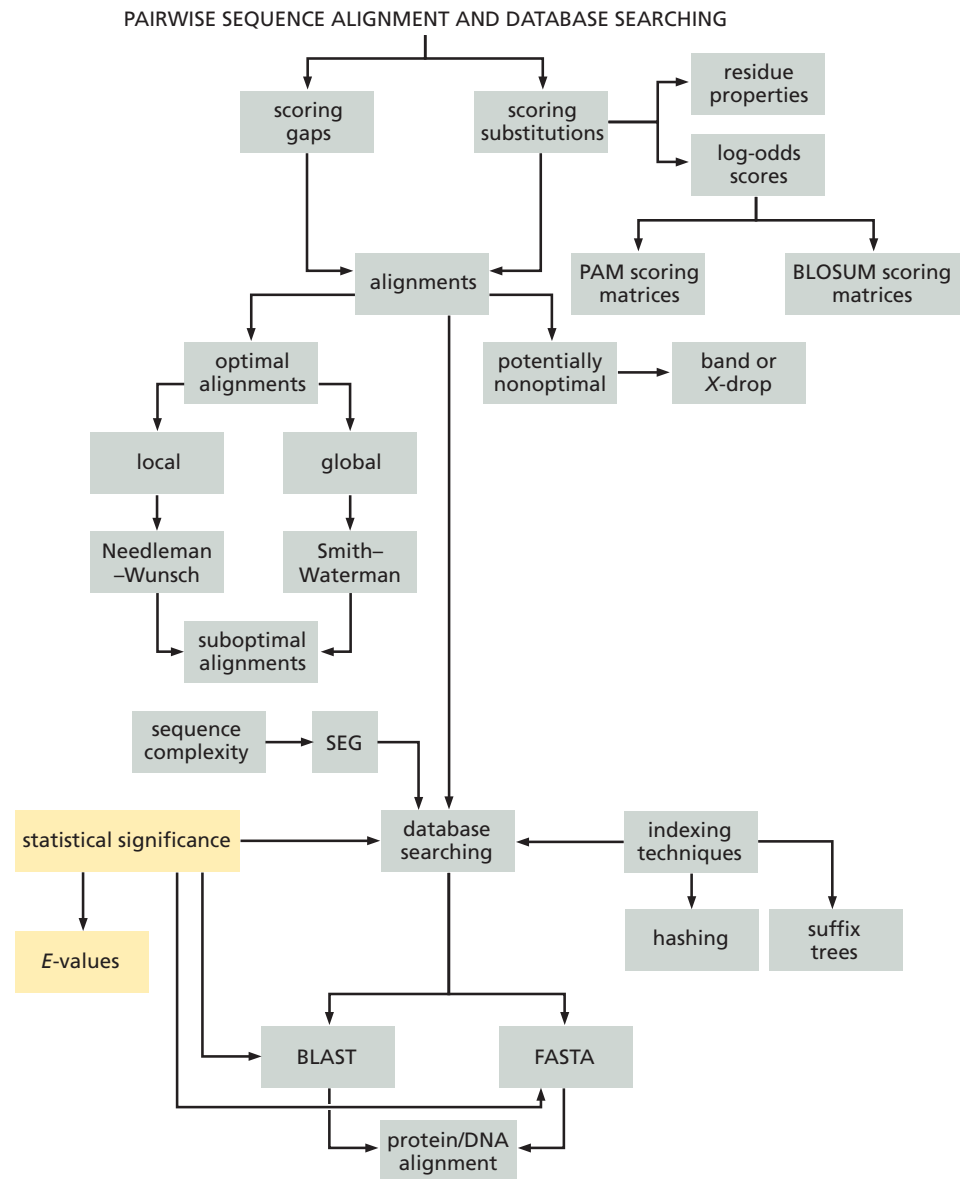 PAIRWISE SEQUENCE ALIGNMENT AND DATABASE SEARCHING
scoring
gaps
scoring
substitutions
residue
properties
log-odds
scores
PAM scoring
matrices
BLOSUM scoring
matrices
alignments
optimal
alignments
potentially
nonoptimal
band or
X-drop
local
global
Needleman
–Wunsch
Smith–
Waterman
suboptimal
alignments
sequence
complexity
SEG
statistical significance
database
searching
indexing
techniques
E-values
hashing
suffix
trees
BLAST
FASTA
protein/DNA
alignment